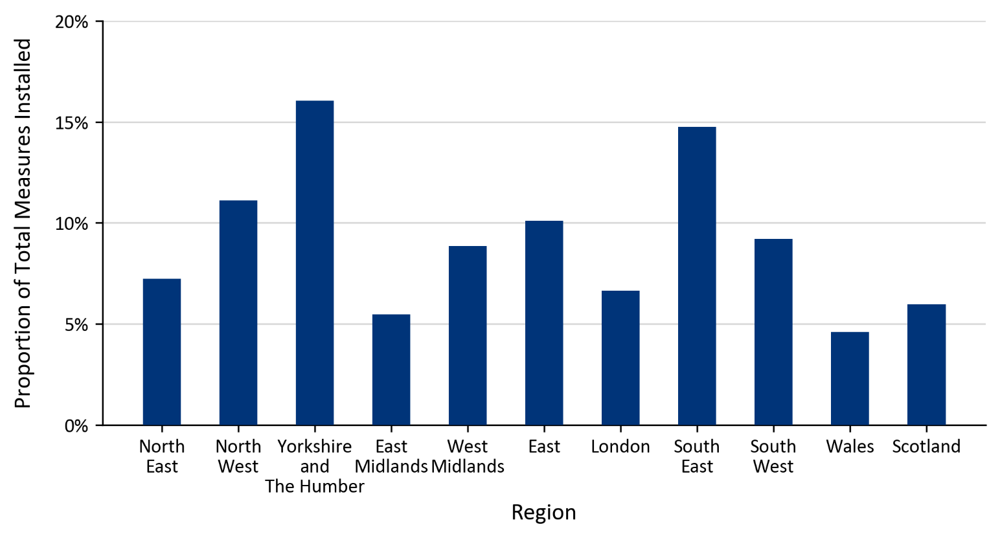 Proportion of Total Measures Installed
20%
15%
10%
5%
0%
North
East
North
West
Yorkshire
and
The Humber
East
Midlands
West
Midlands
East
London
South
East
South
West
Wales
Scotland
Region